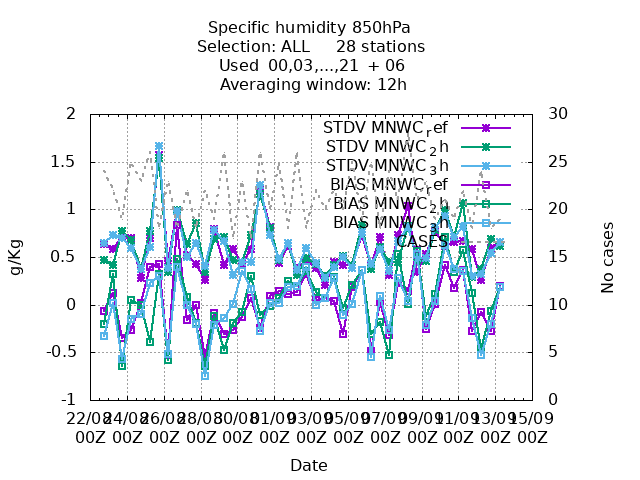 Specific humidity 850hPa
Selection: ALL 28 stations
Used 00,03,...,21 + 06
Averaging window: 12h
2
1.5
1
0.5
0
-0.5
-1
g/Kg
30
25
20
15
10
5
0
No cases
STDV MNWC_ref
STDV MNWC_2h
STDV MNWC_3h
BIAS MNWC_ref
BIAS MNWC_2h
BIAS MNWC_3h
CASES
22/08 24/08 26/08 28/08 30/08 01/09 03/09 05/09 07/09 09/09 11/09 13/09 15/09
00Z 00Z 00Z 00Z 00Z 00Z 00Z 00Z 00Z 00Z 00Z 00Z 00Z
Date